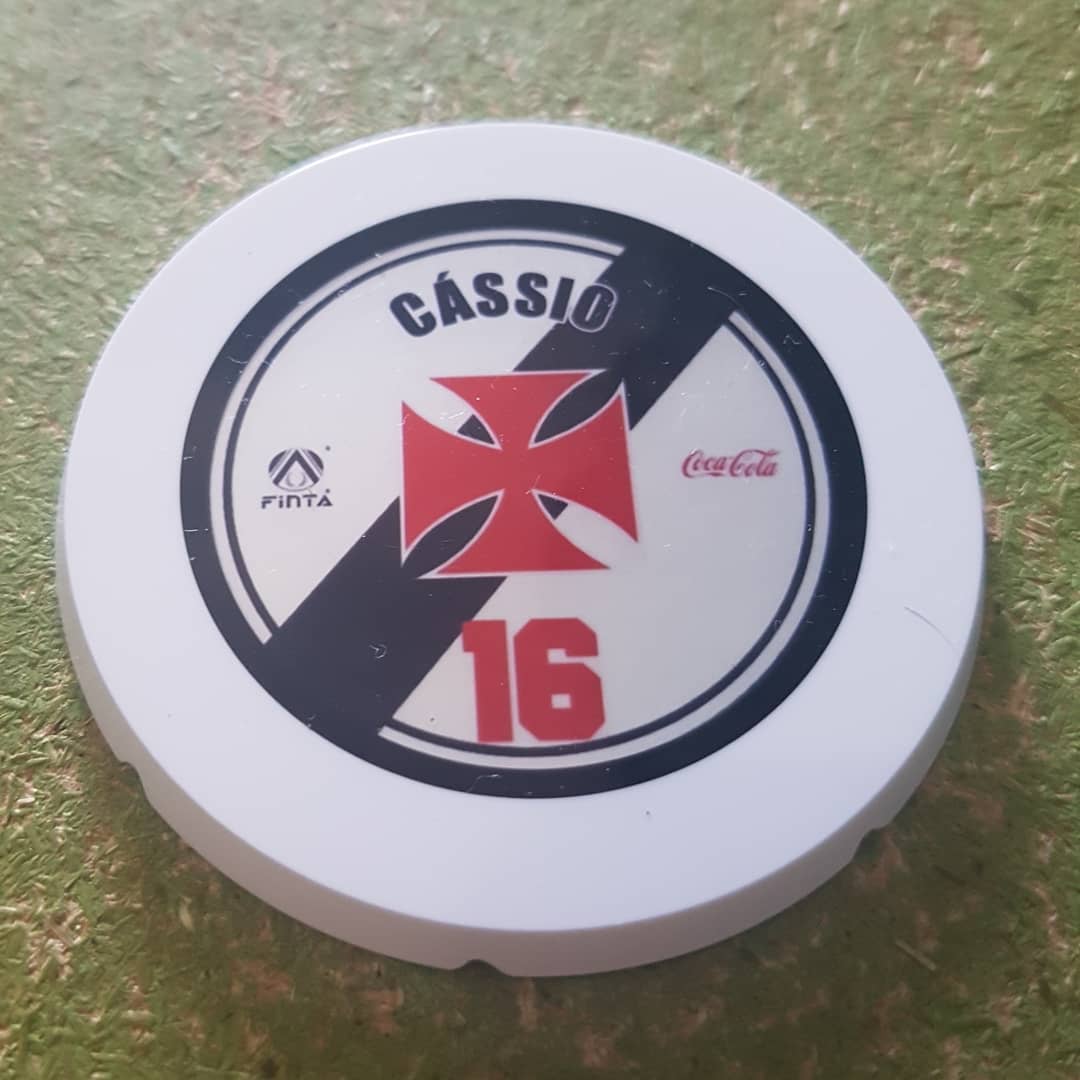 CÁSSIO
FINTA
Coca-Cola
16